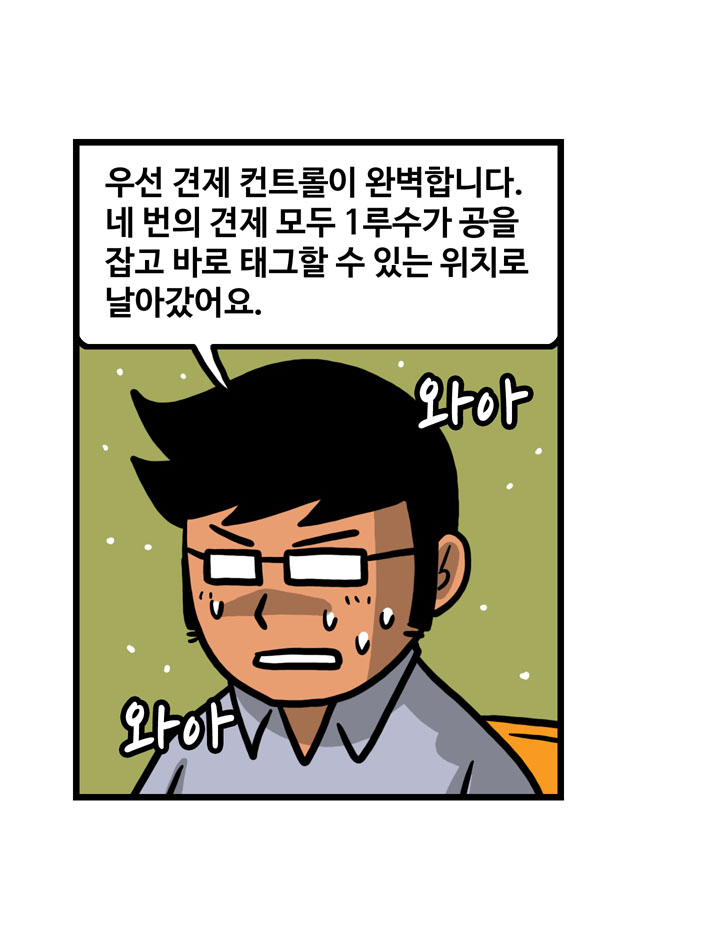 우선 견제 컨트롤이 완벽합니다.
네 번의 견제 모두 1루수가 공을
잡고 바로 태그할 수 있는 위치로
날아갔어요.
와아
와아